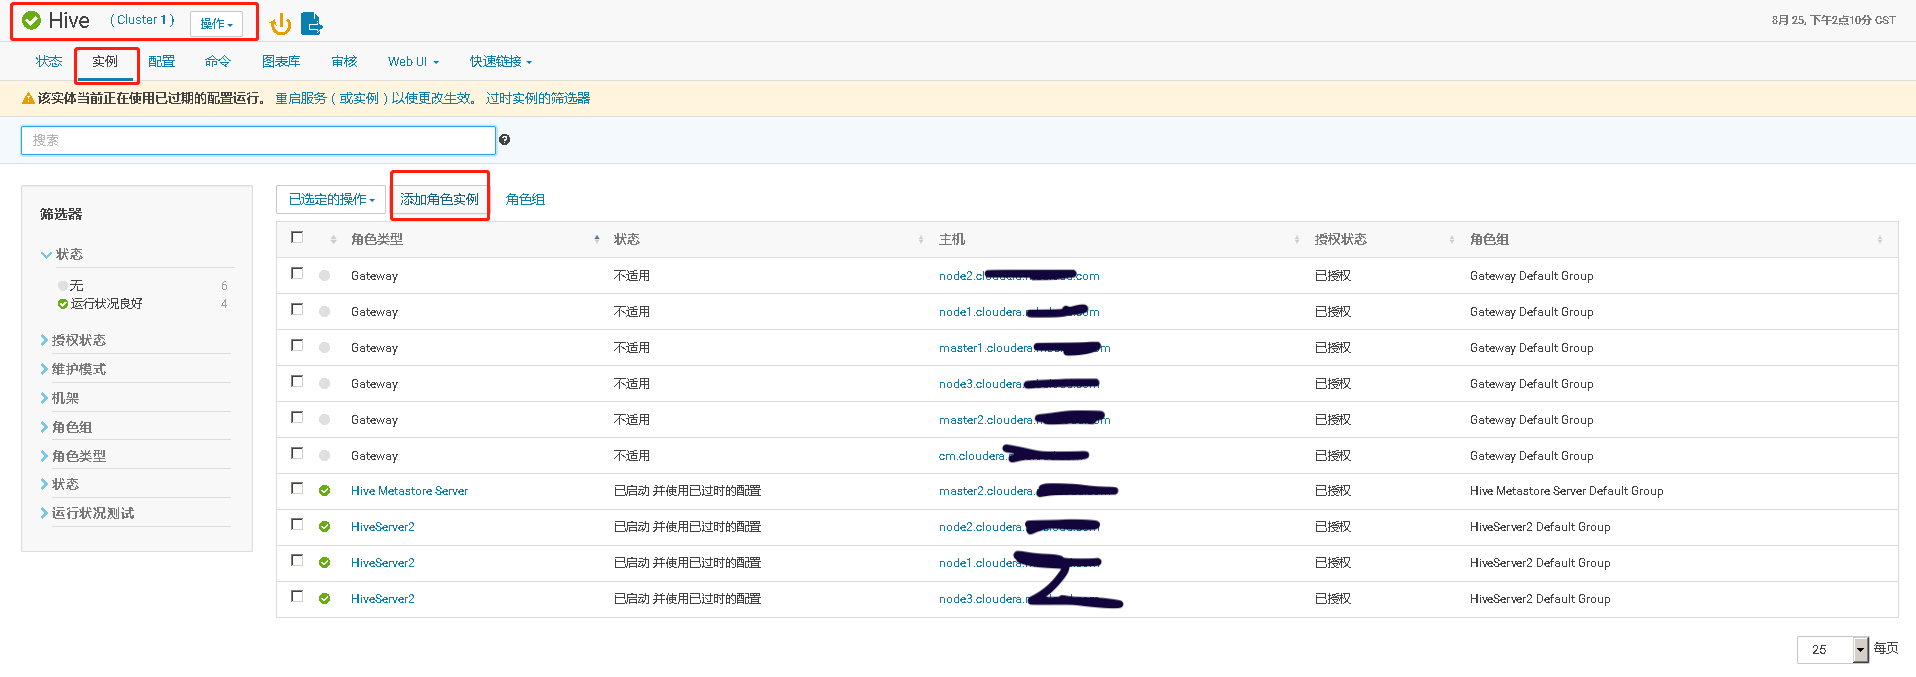 Hive (Cluster 1) 操作
8月 25, 下午2点10分 CST
状态 实例 配置 命令 图表库 审核 Web UI 快速链接
该实体当前正在使用已过期的配置运行。 重启服务（或实例）以使更改生效。 过时实例的筛选器
搜索
筛选器
状态
无 6
运行状况良好 4
授权状态
维护模式
机架
角色组
角色类型
状态
运行状况测试
已选定的操作 添加角色实例 角色组
角色类型 状态 主机 授权状态 角色组
Gateway 不适用 node2. .com 已授权 Gateway Default Group
Gateway 不适用 node1.cloudera. 已授权 Gateway Default Group
Gateway 不适用 master1.cloudera. 已授权 Gateway Default Group
Gateway 不适用 node3.cloudera. 已授权 Gateway Default Group
Gateway 不适用 master2.cloudera. 已授权 Gateway Default Group
Gateway 不适用 cm.cloudera. 已授权 Gateway Default Group
Hive Metastore Server 已启动 并使用已过时的配置 master2.cloudera. 已授权 Hive Metastore Server Default Group
HiveServer2 已启动 并使用已过时的配置 node2.cloudera. 已授权 HiveServer2 Default Group
HiveServer2 已启动 并使用已过时的配置 node1.cloudera. 已授权 HiveServer2 Default Group
HiveServer2 已启动 并使用已过时的配置 node3.cloudera. 已授权 HiveServer2 Default Group
25 每页